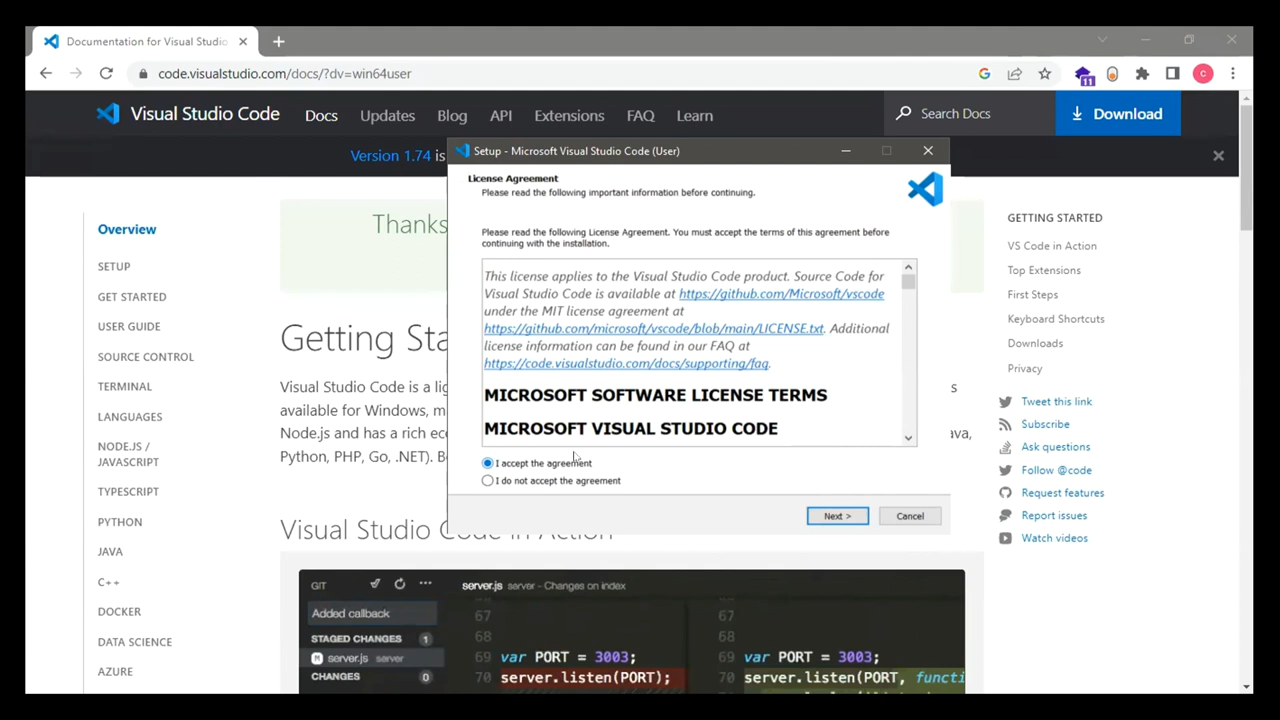 Documentation for Visual Studio
code.visualstudio.com/docs/?dv=win64user
11
C
Visual Studio Code
Docs
Updates
Blog
API
Extensions
FAQ
Learn
Search Docs
Download
Version 1.74 is
Setup - Microsoft Visual Studio Code (User)
License Agreement
Please read the following important information before continuing.
Please read the following License Agreement. You must accept the terms of this agreement before
continuing with the installation.
This license applies to the Visual Studio Code product. Source Code for
Visual Studio Code is available at https://github.com/Microsoft/vscode
under the MIT license agreement at
https://github.com/microsoft/vscode/blob/main/LICENSE.txt. Additional
license information can be found in our FAQ at
https://code.visualstudio.com/docs/supporting/faq.
MICROSOFT SOFTWARE LICENSE TERMS
MICROSOFT VISUAL STUDIO CODE
I accept the agreement
I do not accept the agreement
Next >
Cancel
Overview
SETUP
GET STARTED
USER GUIDE
SOURCE CONTROL
TERMINAL
LANGUAGES
NODE.JS /
JAVASCRIPT
TYPESCRIPT
PYTHON
JAVA
C++
DOCKER
DATA SCIENCE
AZURE
Thanks
Getting Sta
Visual Studio Code is a lig
available for Windows, m
Node.js and has a rich eco
Python, PHP, Go, .NET). B
s
ava,
Visual Studio Code in Action
GIT
Added callback
STAGED CHANGES 1
server.js server
CHANGES 0
server.js server - Changes on index
67
68
69 var PORT = 3003;
70 server.listen(PORT);
67
68
69 var PORT = 3003;
70 server.listen(PORT, functi
GETTING STARTED
VS Code in Action
Top Extensions
First Steps
Keyboard Shortcuts
Downloads
Privacy
Tweet this link
Subscribe
Ask questions
Follow @code
Request features
Report issues
Watch videos